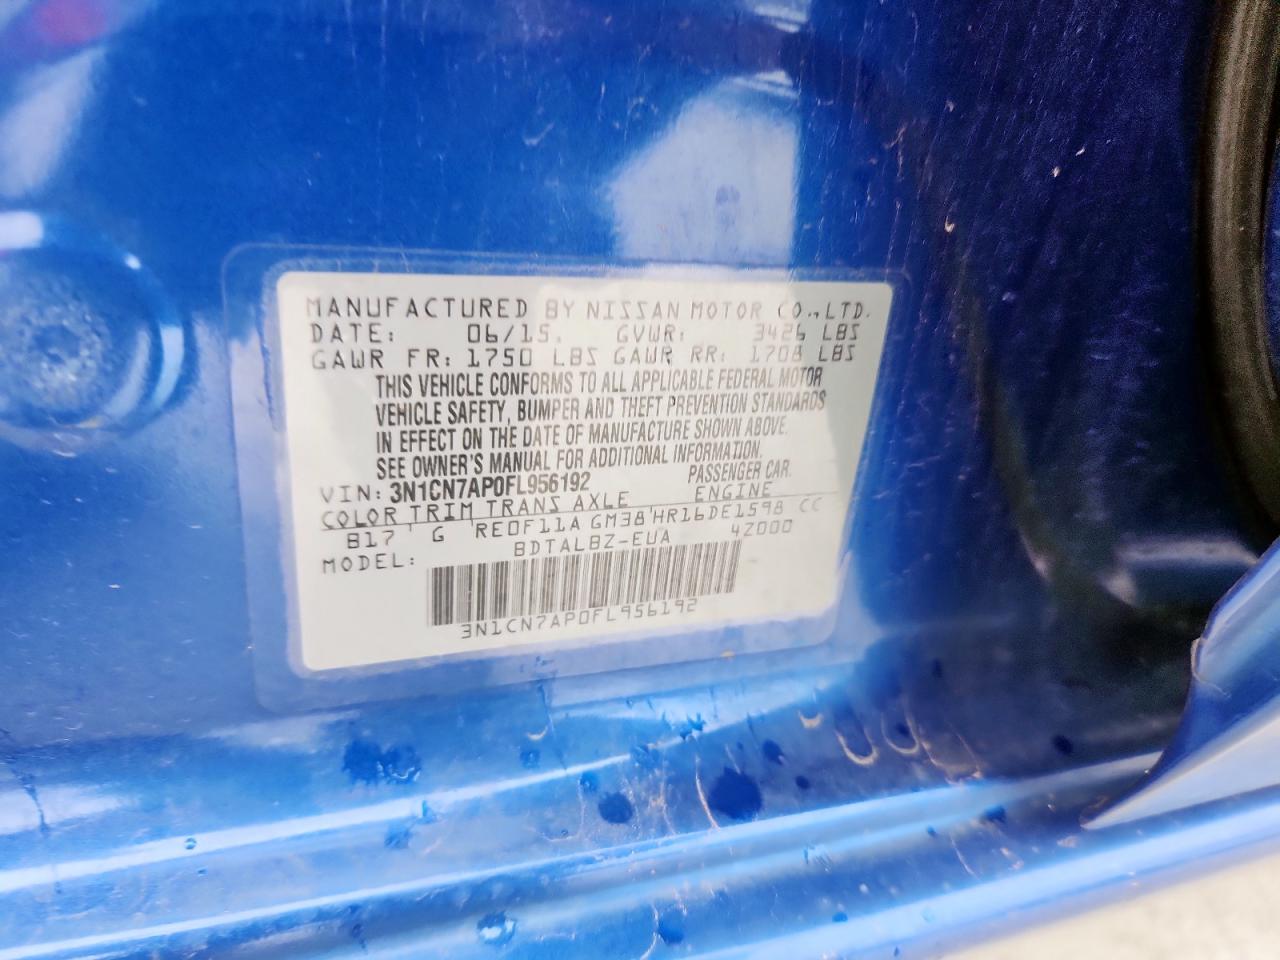 MANUFACTURED BY NISSAN MOTOR CO.,LTD.
DATE: 06/15. GVWR: 3426 LBS
GAWR FR: 1750 LBS GAWR RR: 1708 LBS
THIS VEHICLE CONFORMS TO ALL APPLICABLE FEDERAL MOTOR
VEHICLE SAFETY, BUMPER AND THEFT PREVENTION STANDARDS
IN EFFECT ON THE DATE OF MANUFACTURE SHOWN ABOVE.
SEE OWNER'S MANUAL FOR ADDITIONAL INFORMATION.
VIN: 3N1CN7AP0FL956192 PASSENGER CAR.
COLOR TRIM TRANS AXLE ENGINE
B17 G RE0F11A GM38 HR16DE1598 CC
MODEL: BDTALBZ-EUA 4Z000
3N1CN7AP0FL956192